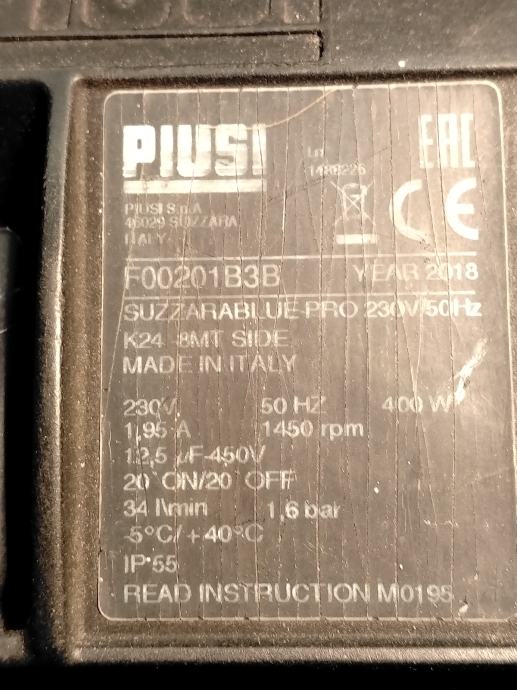 PIUSI
Ln
1488226
EAC
PIUSI S.p.A
46029 SUZZARA
ITALY
CE
F00201B3B YEAR 2018
SUZZARABLUE-PRO 230V/50Hz
K24 -8MT SIDE
MADE IN ITALY
230V 50 HZ 400 W
1,95 A 1450 rpm
12,5 µF-450V
20' ON/20' OFF
34 l\min 1,6 bar
-5°C/+40°C
IP•55
READ INSTRUCTION M0195